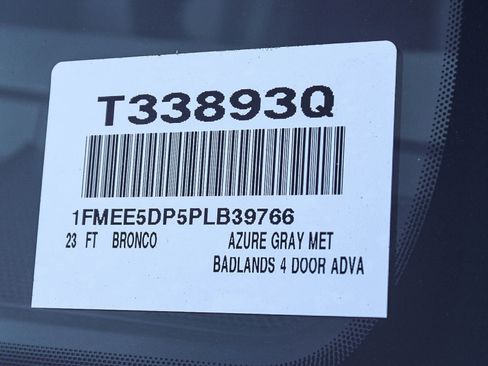 T33893Q
1FMEE5DP5PLB39766
23 FT BRONCO AZURE GRAY MET
BADLANDS 4 DOOR ADVA